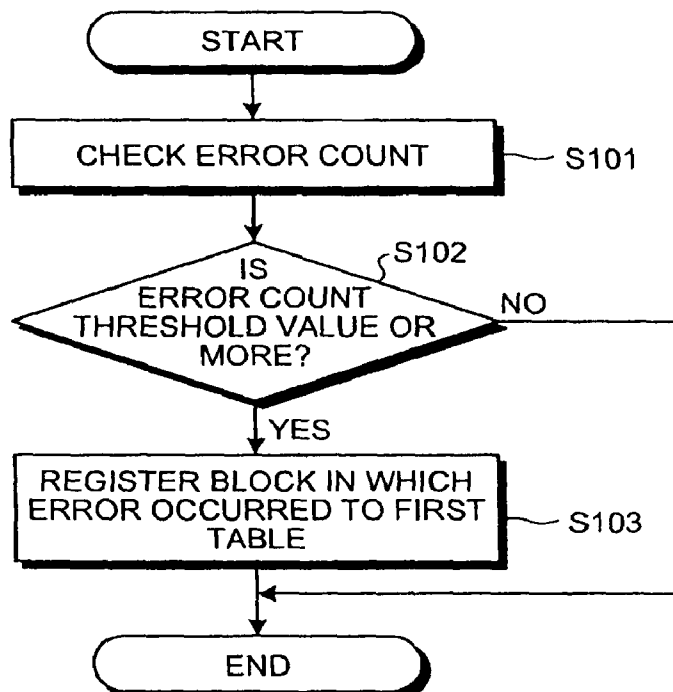 START
CHECK ERROR COUNT
S101
S102
IS
ERROR COUNT
THRESHOLD VALUE OR
MORE?
NO
YES
REGISTER BLOCK IN WHICH
ERROR OCCURRED TO FIRST
TABLE
S103
END